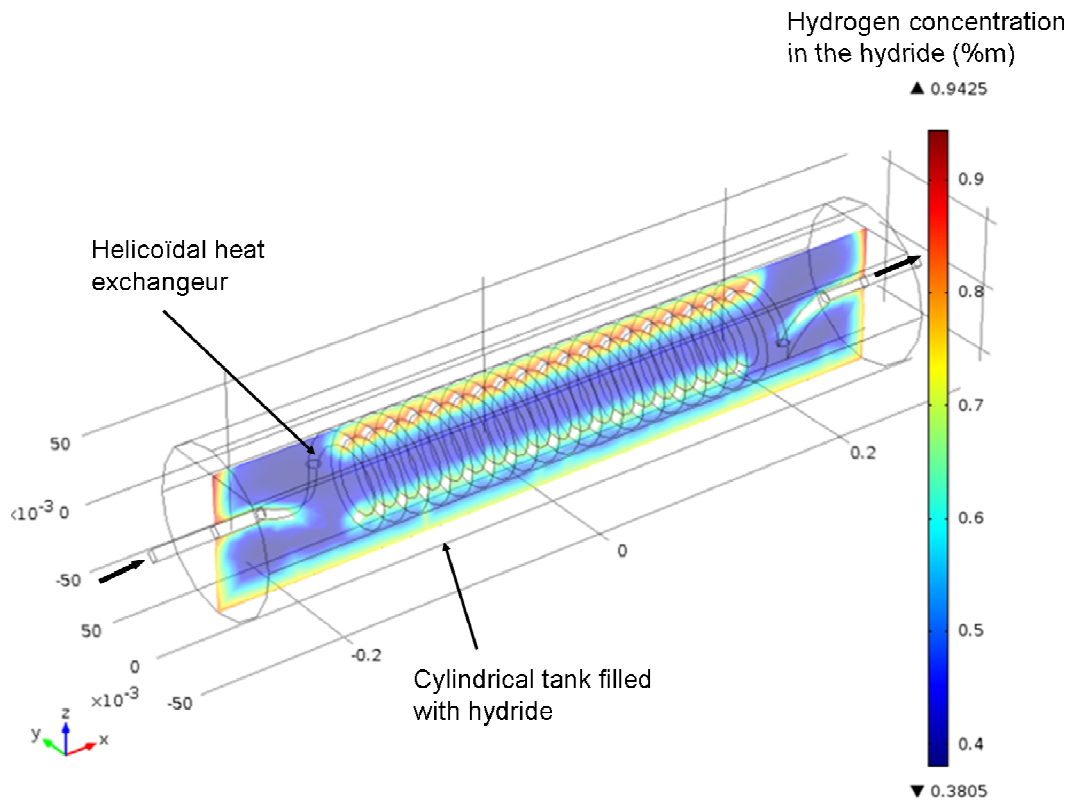 Hydrogen concentration
in the hydride (%m)
▲ 0.9425
0.9
Helicoïdal heat
exchangeur
0.8
50
0.7
0.2
×10⁻³ 0
0.6
0
-50
50
0.5
0
-0.2
Cylindrical tank filled
with hydride
×10⁻³
-50
z
y
x
0.4
▼ 0.3805